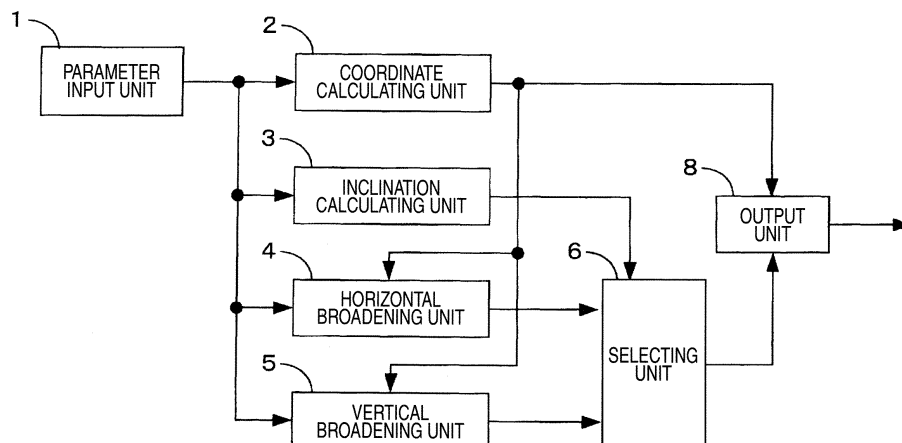 1
PARAMETER
INPUT UNIT
2
COORDINATE
CALCULATING UNIT
3
INCLINATION
CALCULATING UNIT
4
HORIZONTAL
BROADENING UNIT
5
VERTICAL
BROADENING UNIT
6
SELECTING
UNIT
8
OUTPUT
UNIT